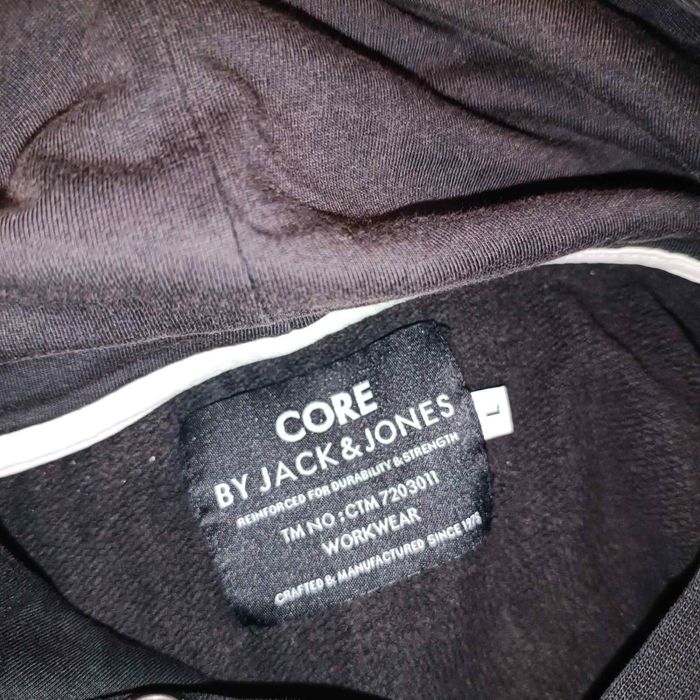 CORE
BY JACK & JONES
REINFORCED FOR DURABILITY & STRENGTH
TM NO : CTM 7203011
WORKWEAR
CRAFTED & MANUFACTURED SINCE 1975
L